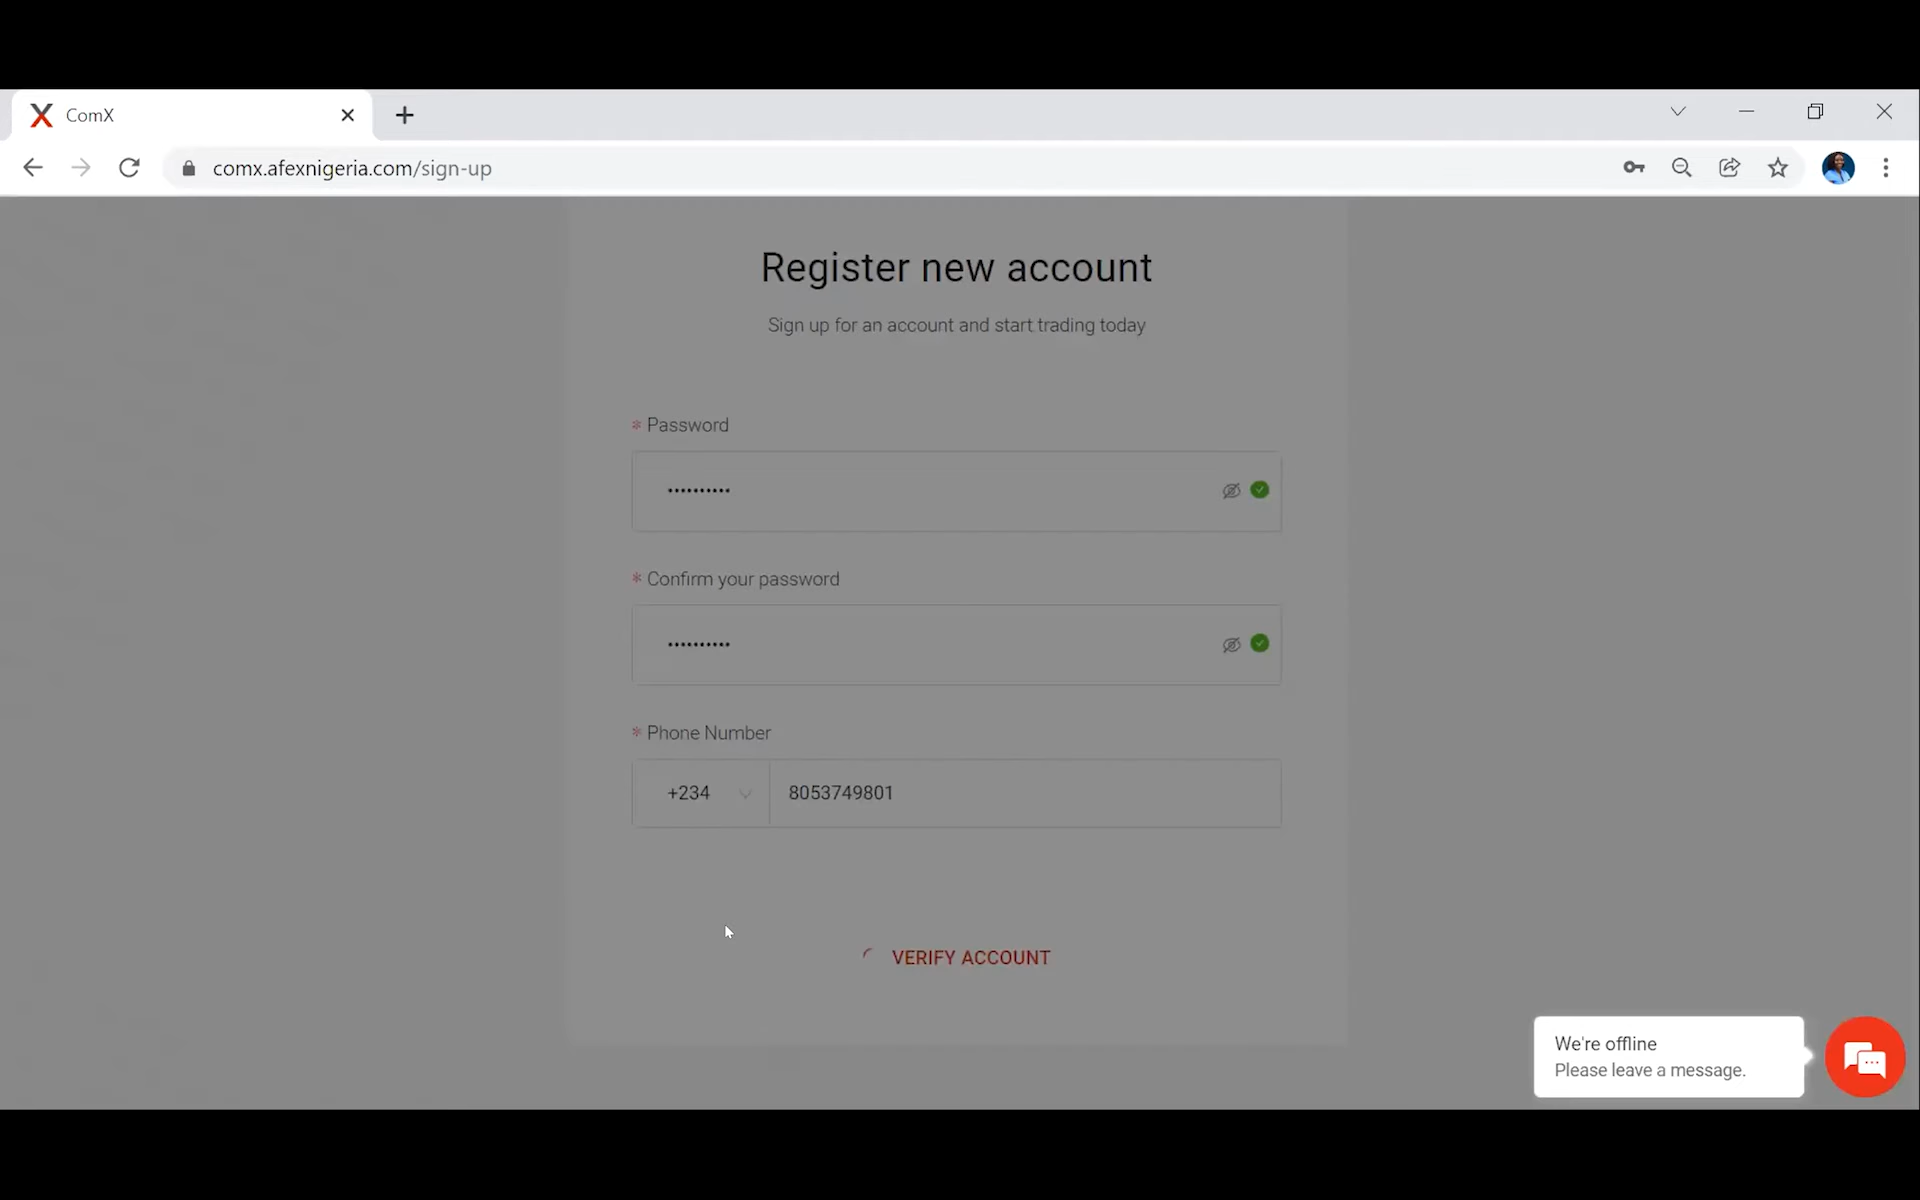 ComX
comx.afexnigeria.com/sign-up
Register new account
Sign up for an account and start trading today
* Password
••••••••••
* Confirm your password
••••••••••
* Phone Number
+234 8053749801
VERIFY ACCOUNT
We're offline
Please leave a message.